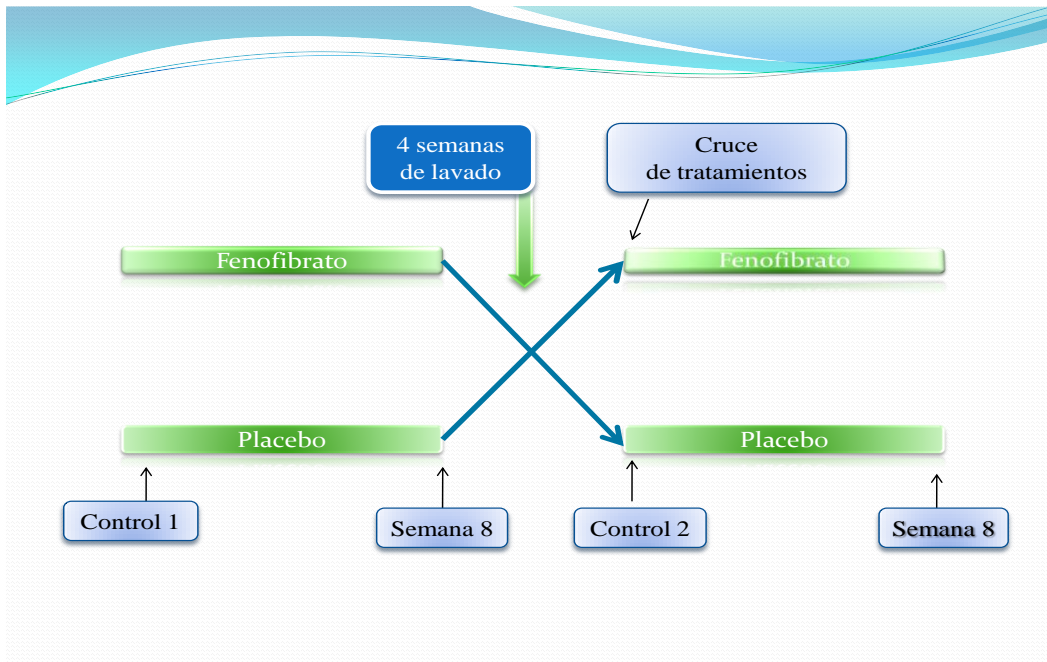 4 semanas
de lavado
Cruce
de tratamientos
Fenofibrato
Fenofibrato
Placebo
Placebo
Control 1
Semana 8
Control 2
Semana 8